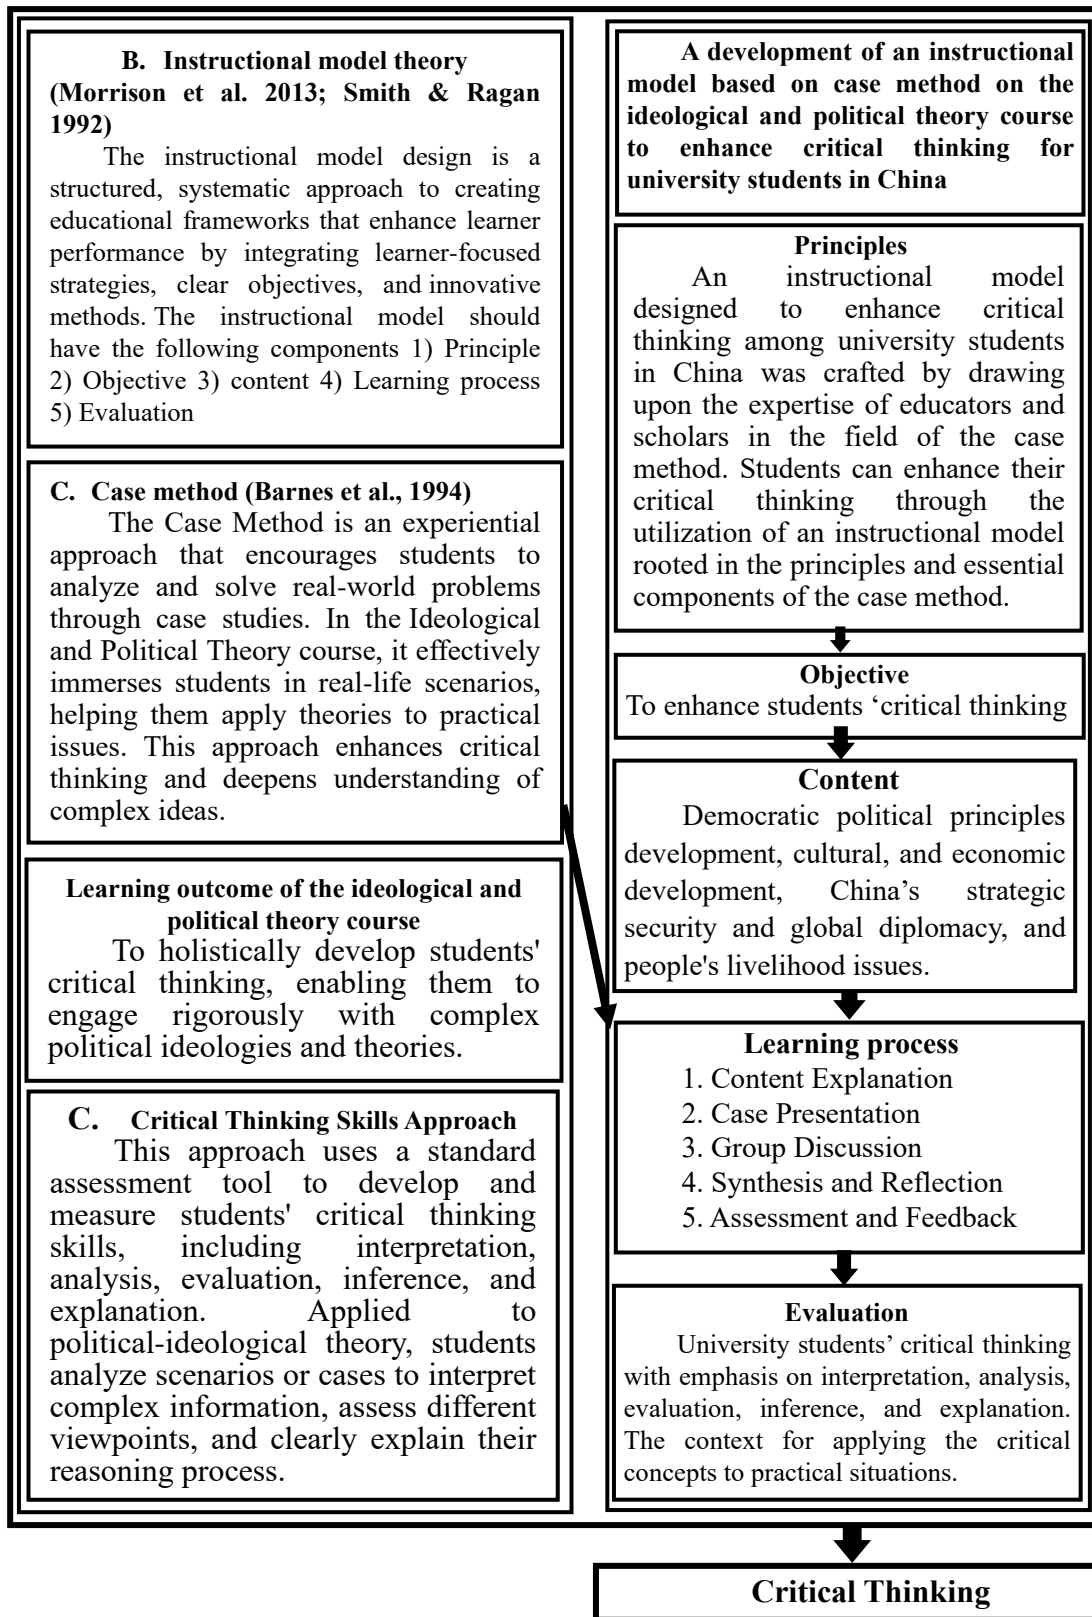 B. Instructional model theory
(Morrison et al. 2013; Smith & Ragan
1992)
The instructional model design is a
structured, systematic approach to creating
educational frameworks that enhance learner
performance by integrating learner-focused
strategies, clear objectives, and innovative
methods. The instructional model should
have the following components 1) Principle
2) Objective 3) content 4) Learning process
5) Evaluation
C. Case method (Barnes et al., 1994)
The Case Method is an experiential
approach that encourages students to
analyze and solve real-world problems
through case studies. In the Ideological
and Political Theory course, it effectively
immerses students in real-life scenarios,
helping them apply theories to practical
issues. This approach enhances critical
thinking and deepens understanding of
complex ideas.
Learning outcome of the ideological and
political theory course
To holistically develop students'
critical thinking, enabling them to
engage rigorously with complex
political ideologies and theories.
C. Critical Thinking Skills Approach
This approach uses a standard
assessment tool to develop and
measure students' critical thinking
skills, including interpretation,
analysis, evaluation, inference, and
explanation. Applied to
political-ideological theory, students
analyze scenarios or cases to interpret
complex information, assess different
viewpoints, and clearly explain their
reasoning process.
A development of an instructional
model based on case method on the
ideological and political theory course
to enhance critical thinking for
university students in China
Principles
An instructional model
designed to enhance critical
thinking among university students
in China was crafted by drawing
upon the expertise of educators and
scholars in the field of the case
method. Students can enhance their
critical thinking through the
utilization of an instructional model
rooted in the principles and essential
components of the case method.
Objective
To enhance students ‘critical thinking
Content
Democratic political principles
development, cultural, and economic
development, China’s strategic
security and global diplomacy, and
people's livelihood issues.
Learning process
1. Content Explanation
2. Case Presentation
3. Group Discussion
4. Synthesis and Reflection
5. Assessment and Feedback
Evaluation
University students’ critical thinking
with emphasis on interpretation, analysis,
evaluation, inference, and explanation.
The context for applying the critical
concepts to practical situations.
Critical Thinking